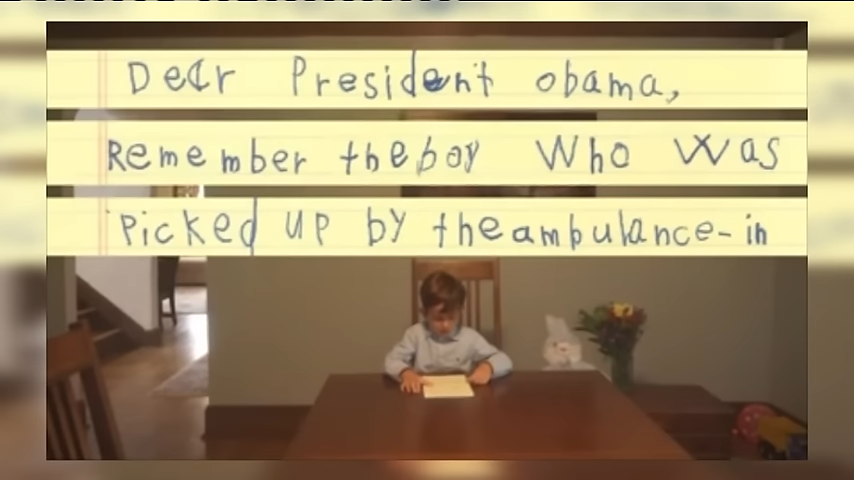 Dear President obama,
Remember the boy Who Was
Picked up by the ambulance-in